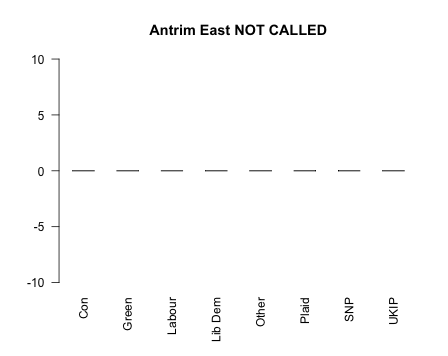 Antrim East NOT CALLED
10
5
0
-5
-10
Con
Green
Labour
Lib Dem
Other
Plaid
SNP
UKIP